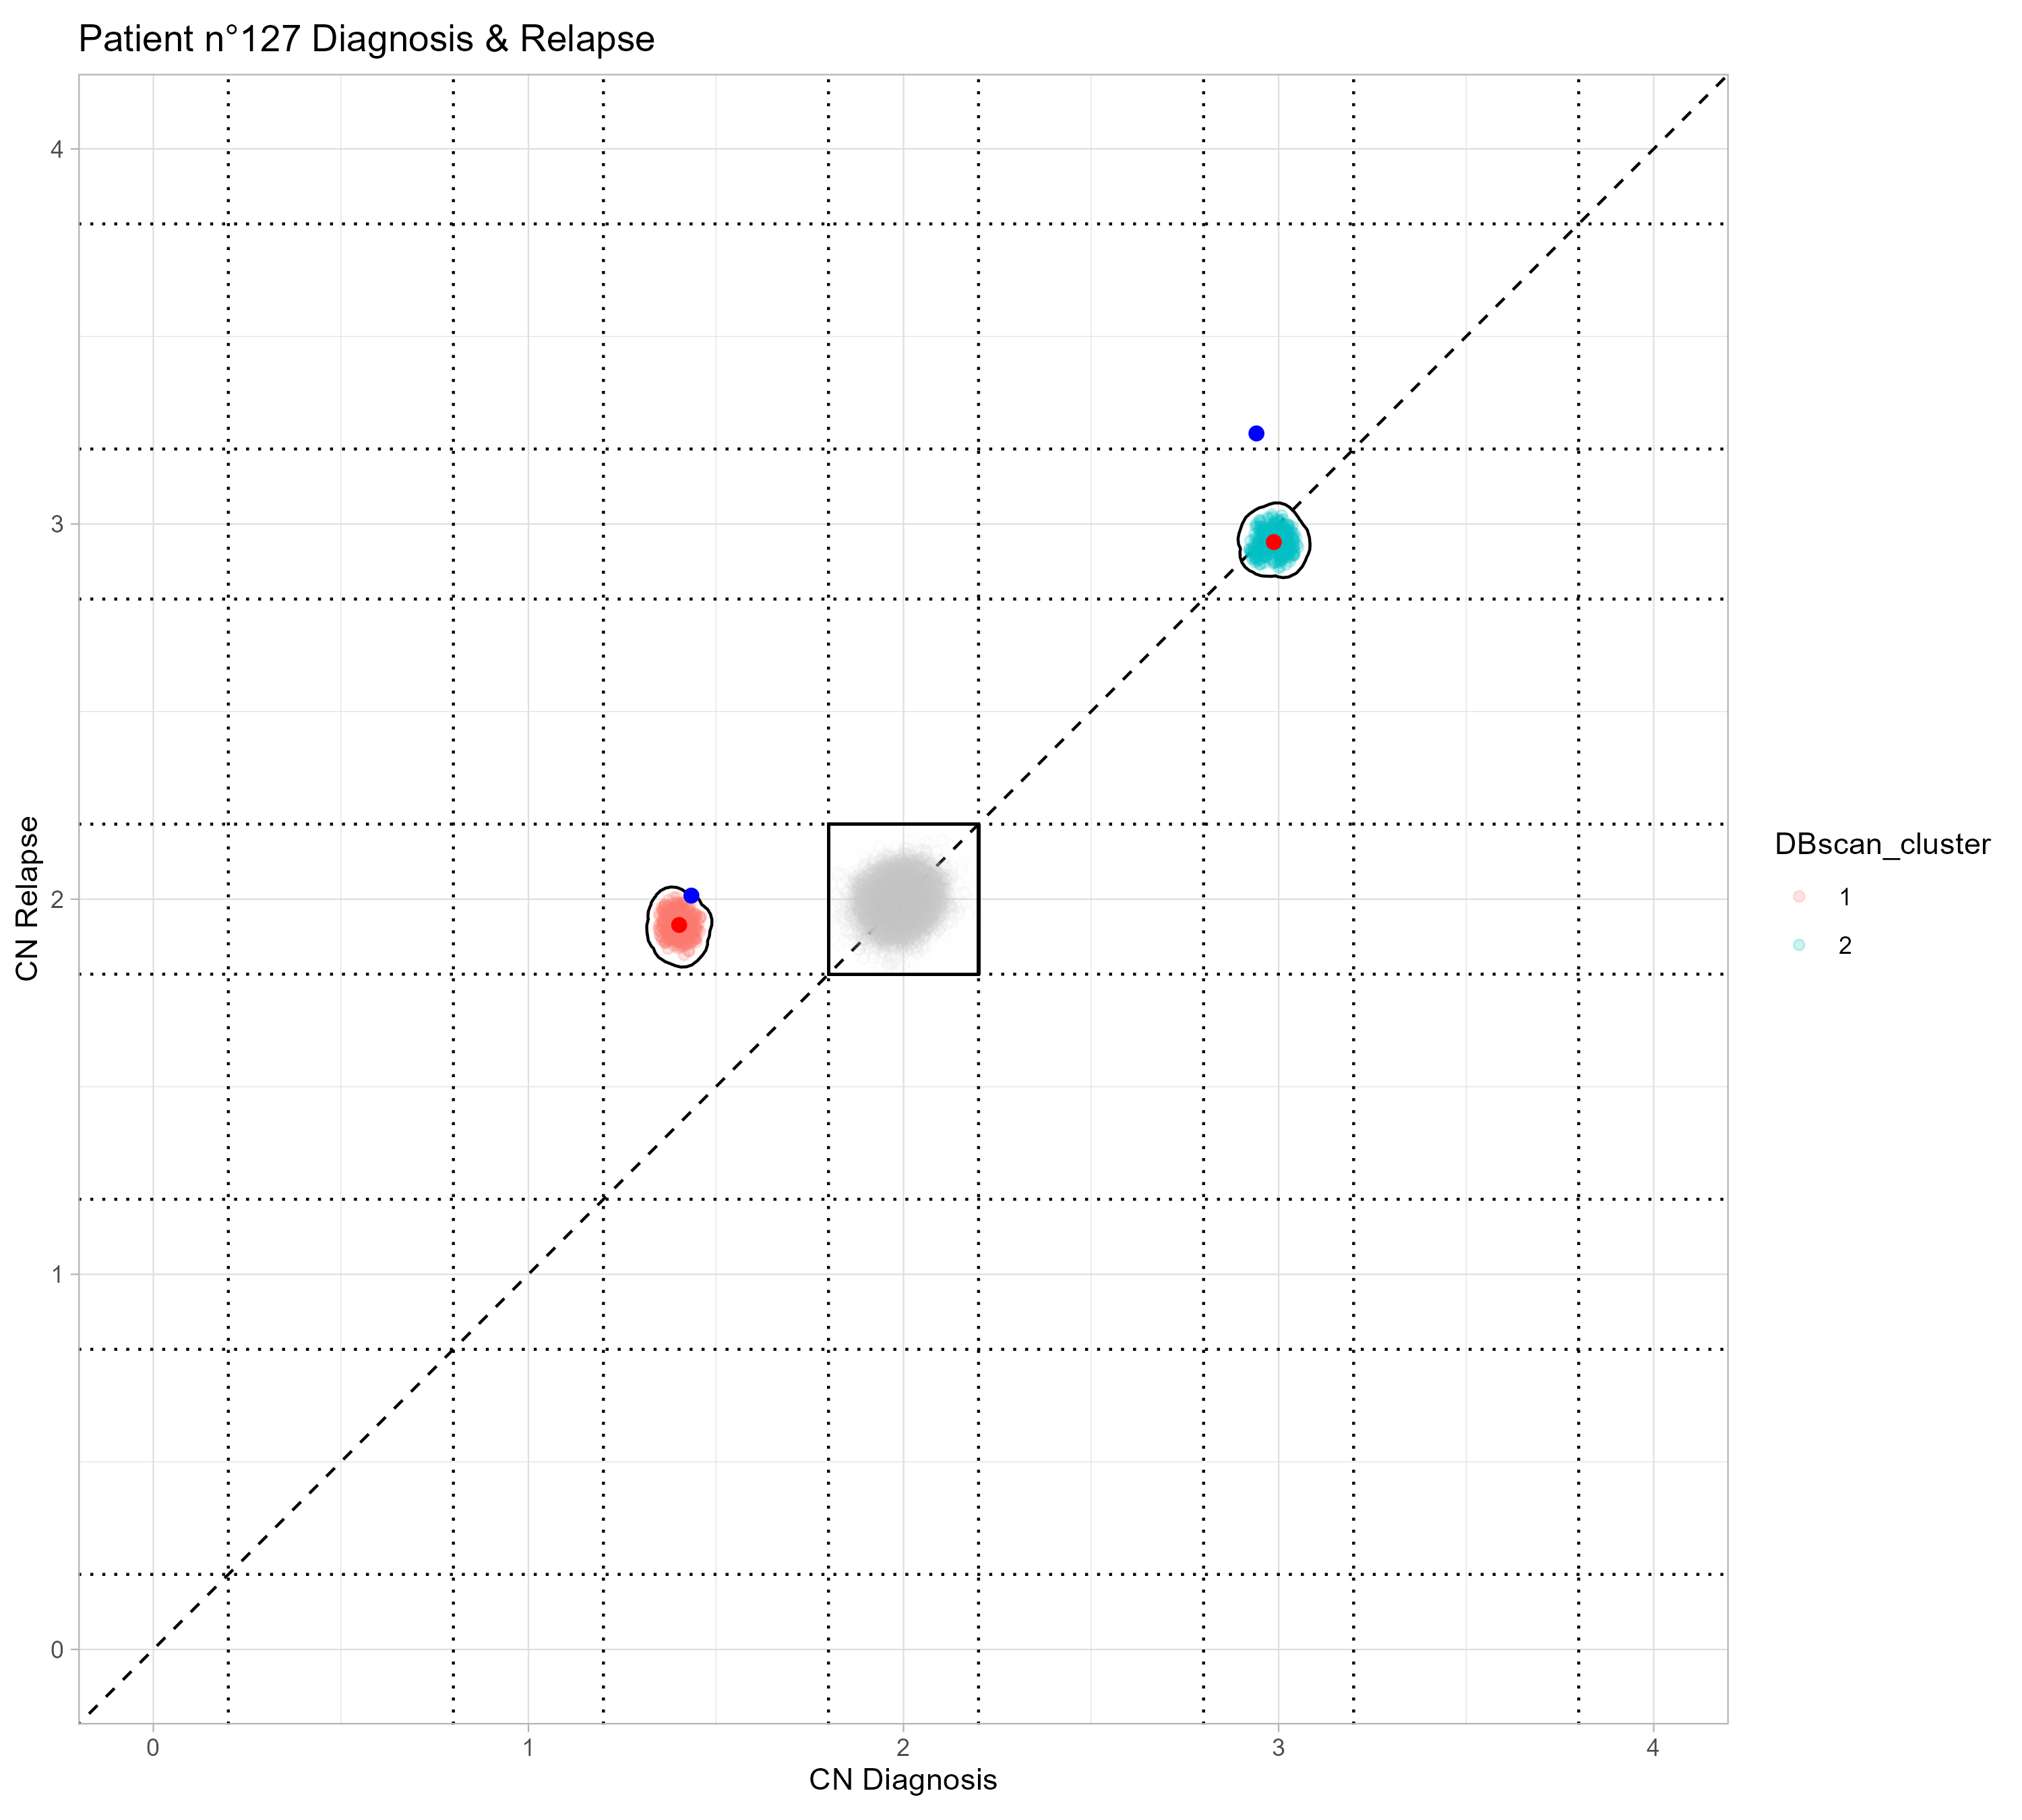 Patient n°127 Diagnosis & Relapse
4
3
2
1
0
CN Relapse
0 1 2 3 4
CN Diagnosis
DBscan_cluster
1
2